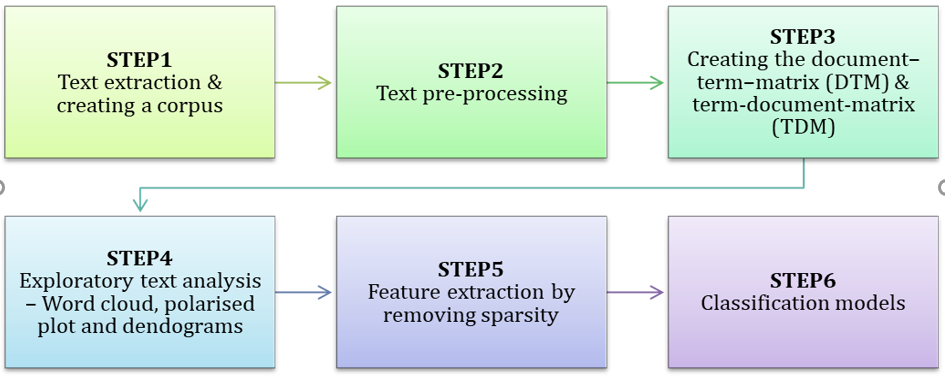 STEP1
Text extraction &
creating a corpus
STEP2
Text pre-processing
STEP3
Creating the document–
term–matrix (DTM) &
term-document-matrix
(TDM)
STEP4
Exploratory text analysis
– Word cloud, polarised
plot and dendograms
STEP5
Feature extraction by
removing sparsity
STEP6
Classification models